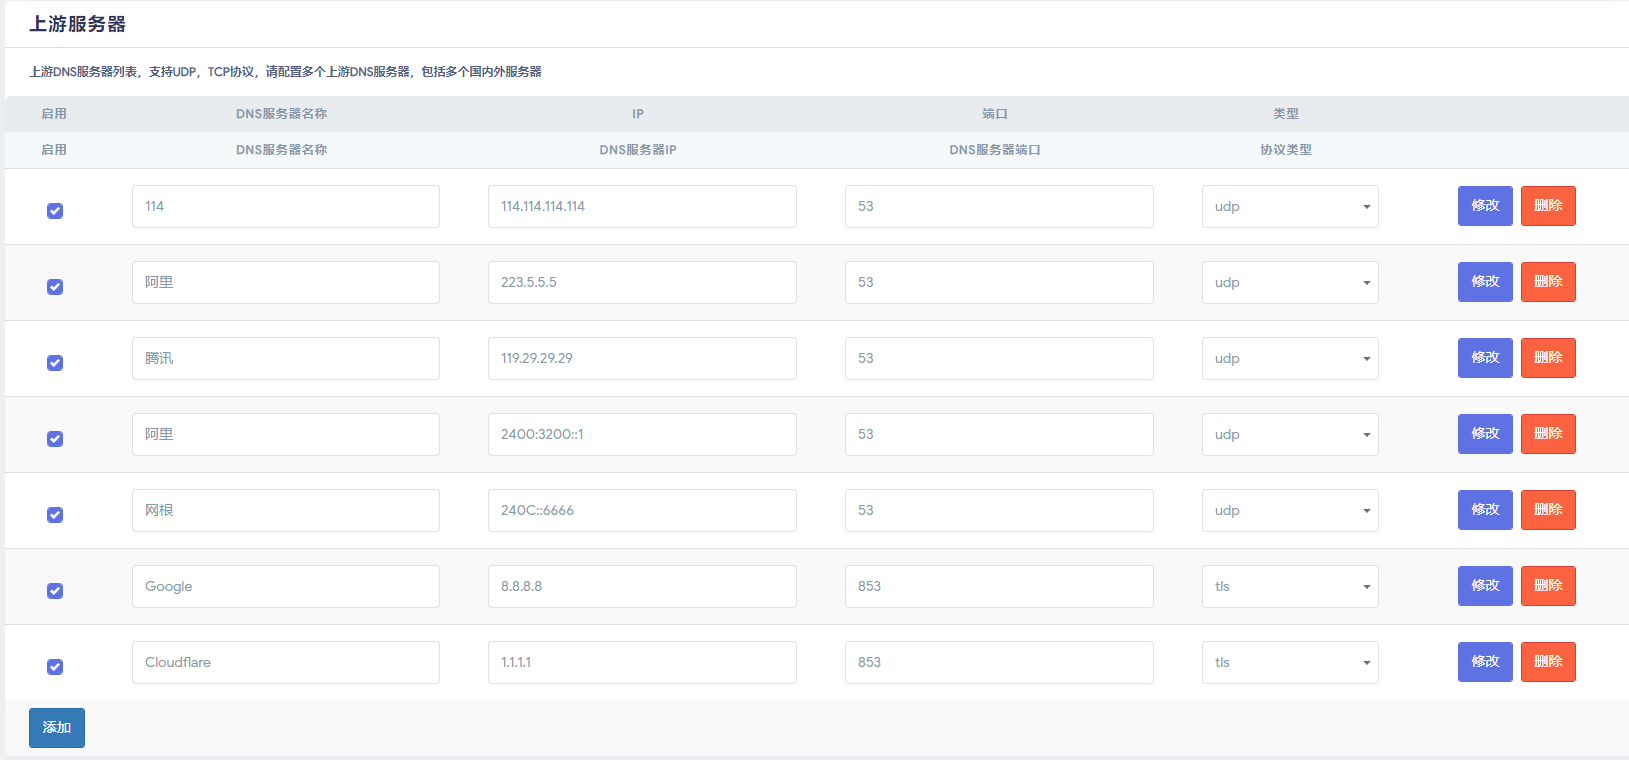 上游服务器
上游DNS服务器列表，支持UDP，TCP协议，请配置多个上游DNS服务器，包括多个国内外服务器
启用 DNS服务器名称 IP 端口 类型
启用 DNS服务器名称 DNS服务器IP DNS服务器端口 协议类型
114 114.114.114.114 53 udp 修改 删除
阿里 223.5.5.5 53 udp 修改 删除
腾讯 119.29.29.29 53 udp 修改 删除
阿里 2400:3200::1 53 udp 修改 删除
网根 240C::6666 53 udp 修改 删除
Google 8.8.8.8 853 tls 修改 删除
Cloudflare 1.1.1.1 853 tls 修改 删除
添加